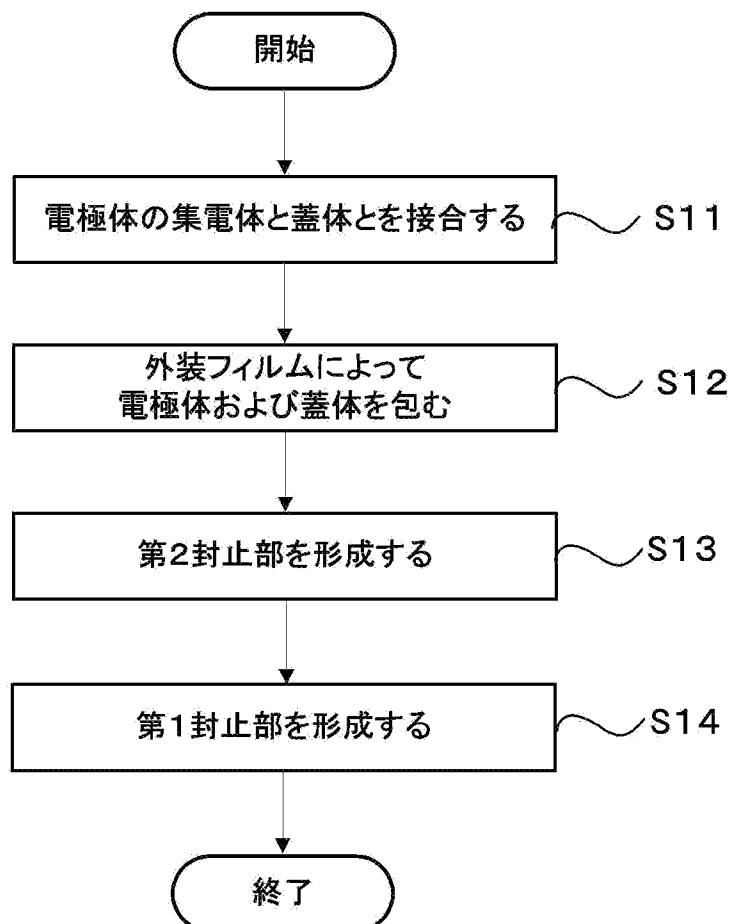 開始
電極体の集電体と蓋体とを接合する
S11
外装フィルムによって
電極体および蓋体を包む
S12
第2封止部を形成する
S13
第1封止部を形成する
S14
終了